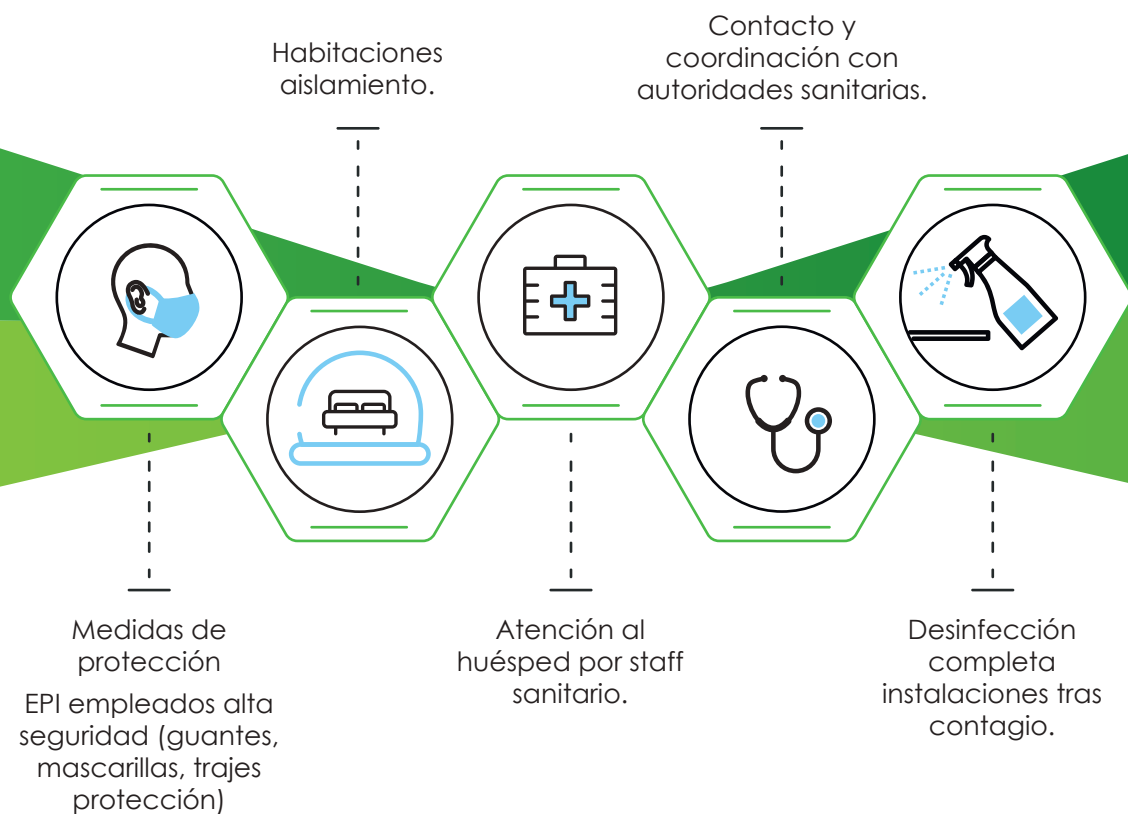 Habitaciones
aislamiento.
Contacto y
coordinación con
autoridades sanitarias.
Medidas de
protección
EPI empleados alta
seguridad (guantes,
mascarillas, trajes
protección)
Atención al
huésped por staff
sanitario.
Desinfección
completa
instalaciones tras
contagio.